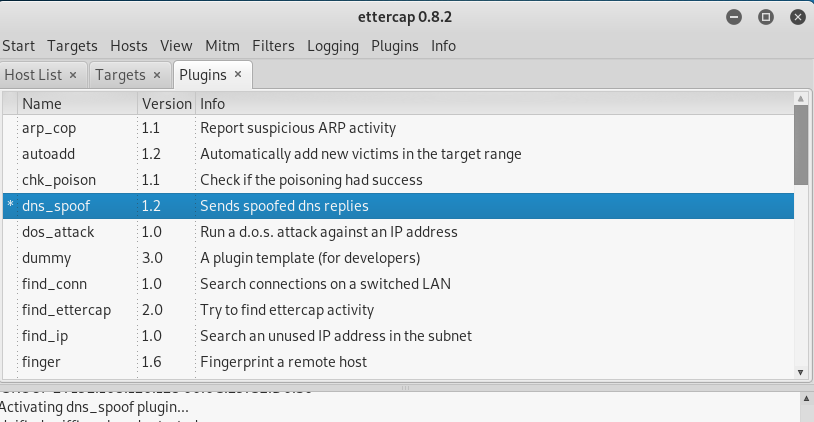 ettercap 0.8.2
Start Targets Hosts View Mitm Filters Logging Plugins Info
Host List × Targets × Plugins ×
Name Version Info
arp_cop 1.1 Report suspicious ARP activity
autoadd 1.2 Automatically add new victims in the target range
chk_poison 1.1 Check if the poisoning had success
* dns_spoof 1.2 Sends spoofed dns replies
dos_attack 1.0 Run a d.o.s. attack against an IP address
dummy 3.0 A plugin template (for developers)
find_conn 1.0 Search connections on a switched LAN
find_ettercap 2.0 Try to find ettercap activity
find_ip 1.0 Search an unused IP address in the subnet
finger 1.6 Fingerprint a remote host
Activating dns_spoof plugin...